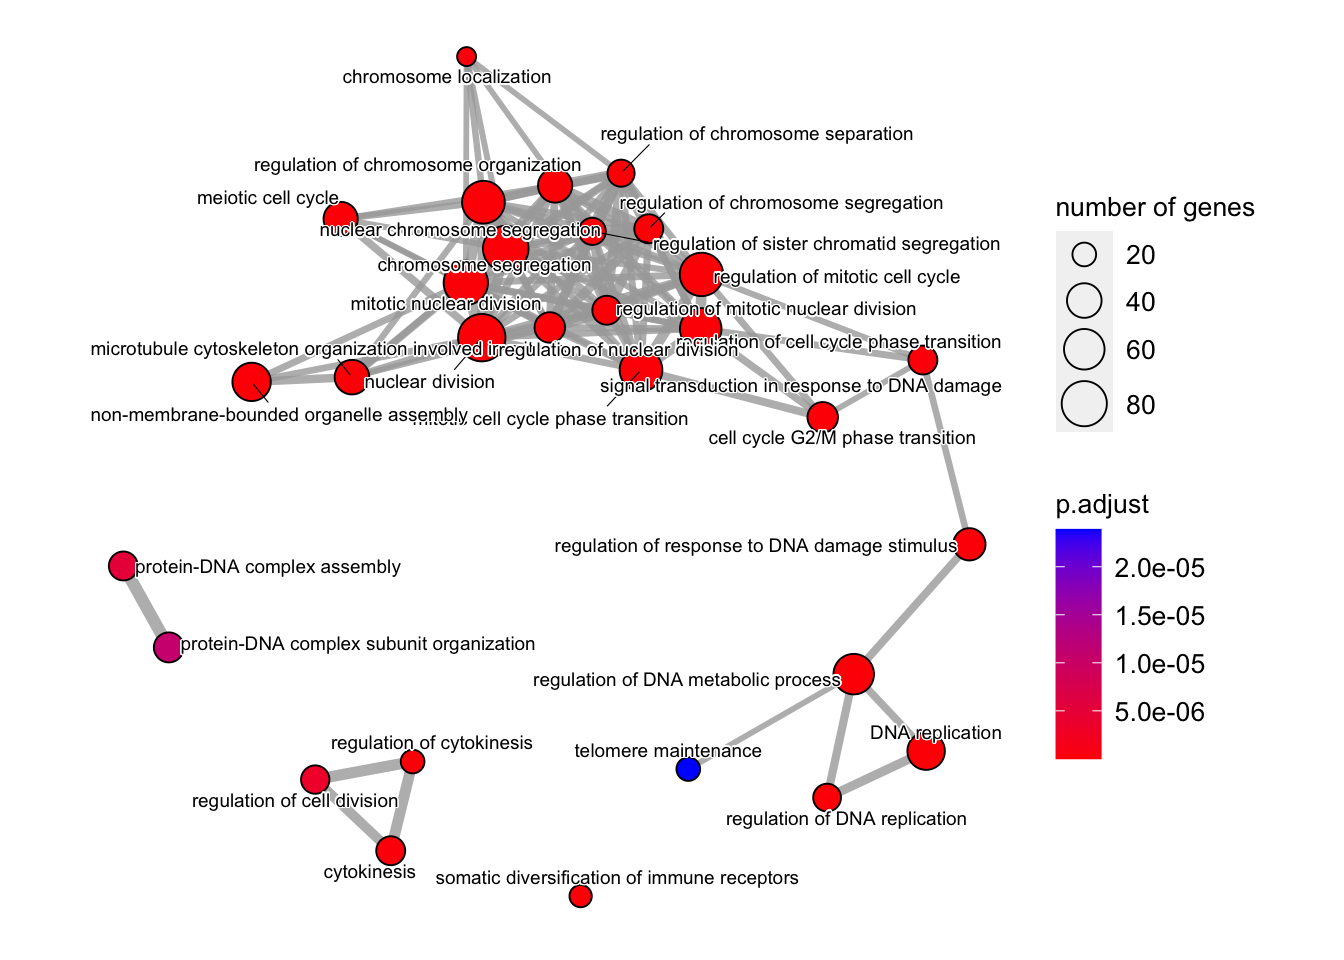 chromosome localization
regulation of chromosome separation
regulation of chromosome organization
meiotic cell cycle
regulation of chromosome segregation
nuclear chromosome segregation
regulation of sister chromatid segregation
chromosome segregation
regulation of mitotic cell cycle
mitotic nuclear division
regulation of mitotic nuclear division
regulation of cell cycle phase transition
microtubule cytoskeleton organization involved
regulation of nuclear division
nuclear division
signal transduction in response to DNA damage
non-membrane-bounded organelle assembly
cell cycle phase transition
cell cycle G2/M phase transition
regulation of response to DNA damage stimulus
protein-DNA complex assembly
protein-DNA complex subunit organization
regulation of DNA metabolic process
DNA replication
regulation of cytokinesis
telomere maintenance
regulation of cell division
regulation of DNA replication
cytokinesis
somatic diversification of immune receptors
number of genes
20
40
60
80
p.adjust
2.0e-05
1.5e-05
1.0e-05
5.0e-06